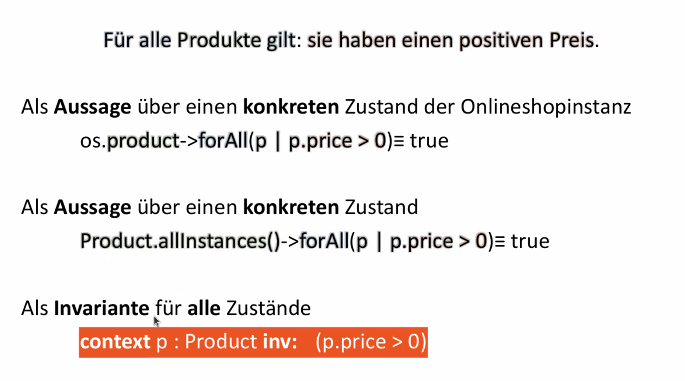 Für alle Produkte gilt: sie haben einen positiven Preis.
Als Aussage über einen konkreten Zustand der Onlineshopinstanz
os.product->forAll(p | p.price > 0)≡ true
Als Aussage über einen konkreten Zustand
Product.allInstances()->forAll(p | p.price > 0)≡ true
Als Invariante für alle Zustände
context p : Product inv: (p.price > 0)